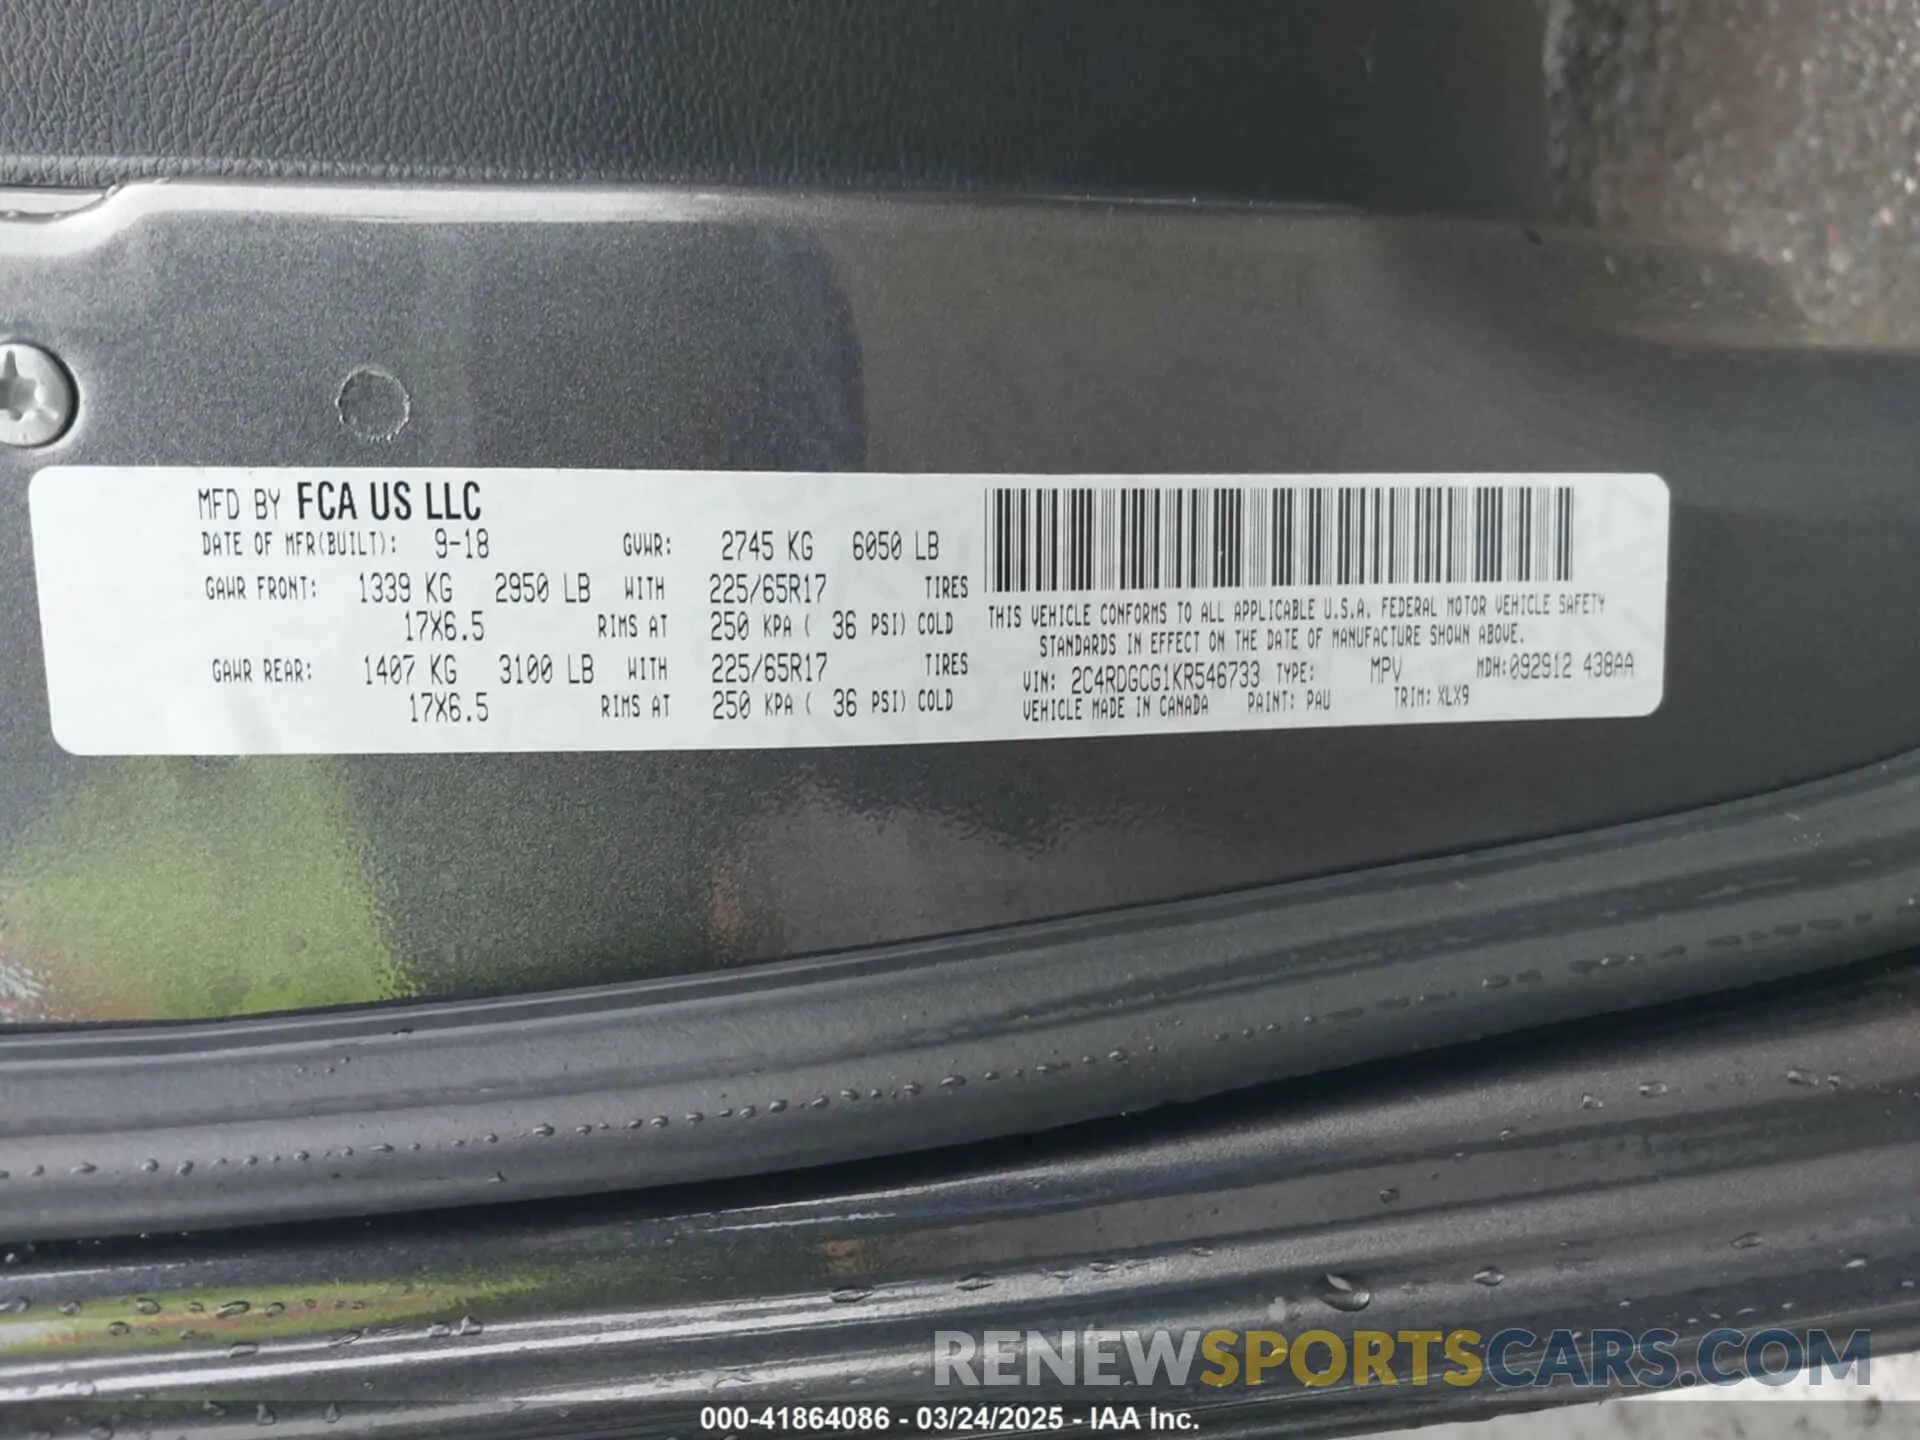 MFD BY FCA US LLC
DATE OF MFR(BUILT): 9-18 GVWR: 2745 KG 6050 LB
GAWR FRONT: 1339 KG 2950 LB WITH 225/65R17 TIRES
17X6.5 RIMS AT 250 KPA ( 36 PSI) COLD
GAWR REAR: 1407 KG 3100 LB WITH 225/65R17 TIRES
17X6.5 RIMS AT 250 KPA ( 36 PSI) COLD
THIS VEHICLE CONFORMS TO ALL APPLICABLE U.S.A. FEDERAL MOTOR VEHICLE SAFETY
STANDARDS IN EFFECT ON THE DATE OF MANUFACTURE SHOWN ABOVE.
VIN: 2C4RDGCG1KR546733 TYPE: MPV MDH:092912 438AA
VEHICLE MADE IN CANADA PAINT: PAU TRIM: XLX9
RENEWSPORTSCARS.COM
000-41864086 - 03/24/2025 - IAA Inc.